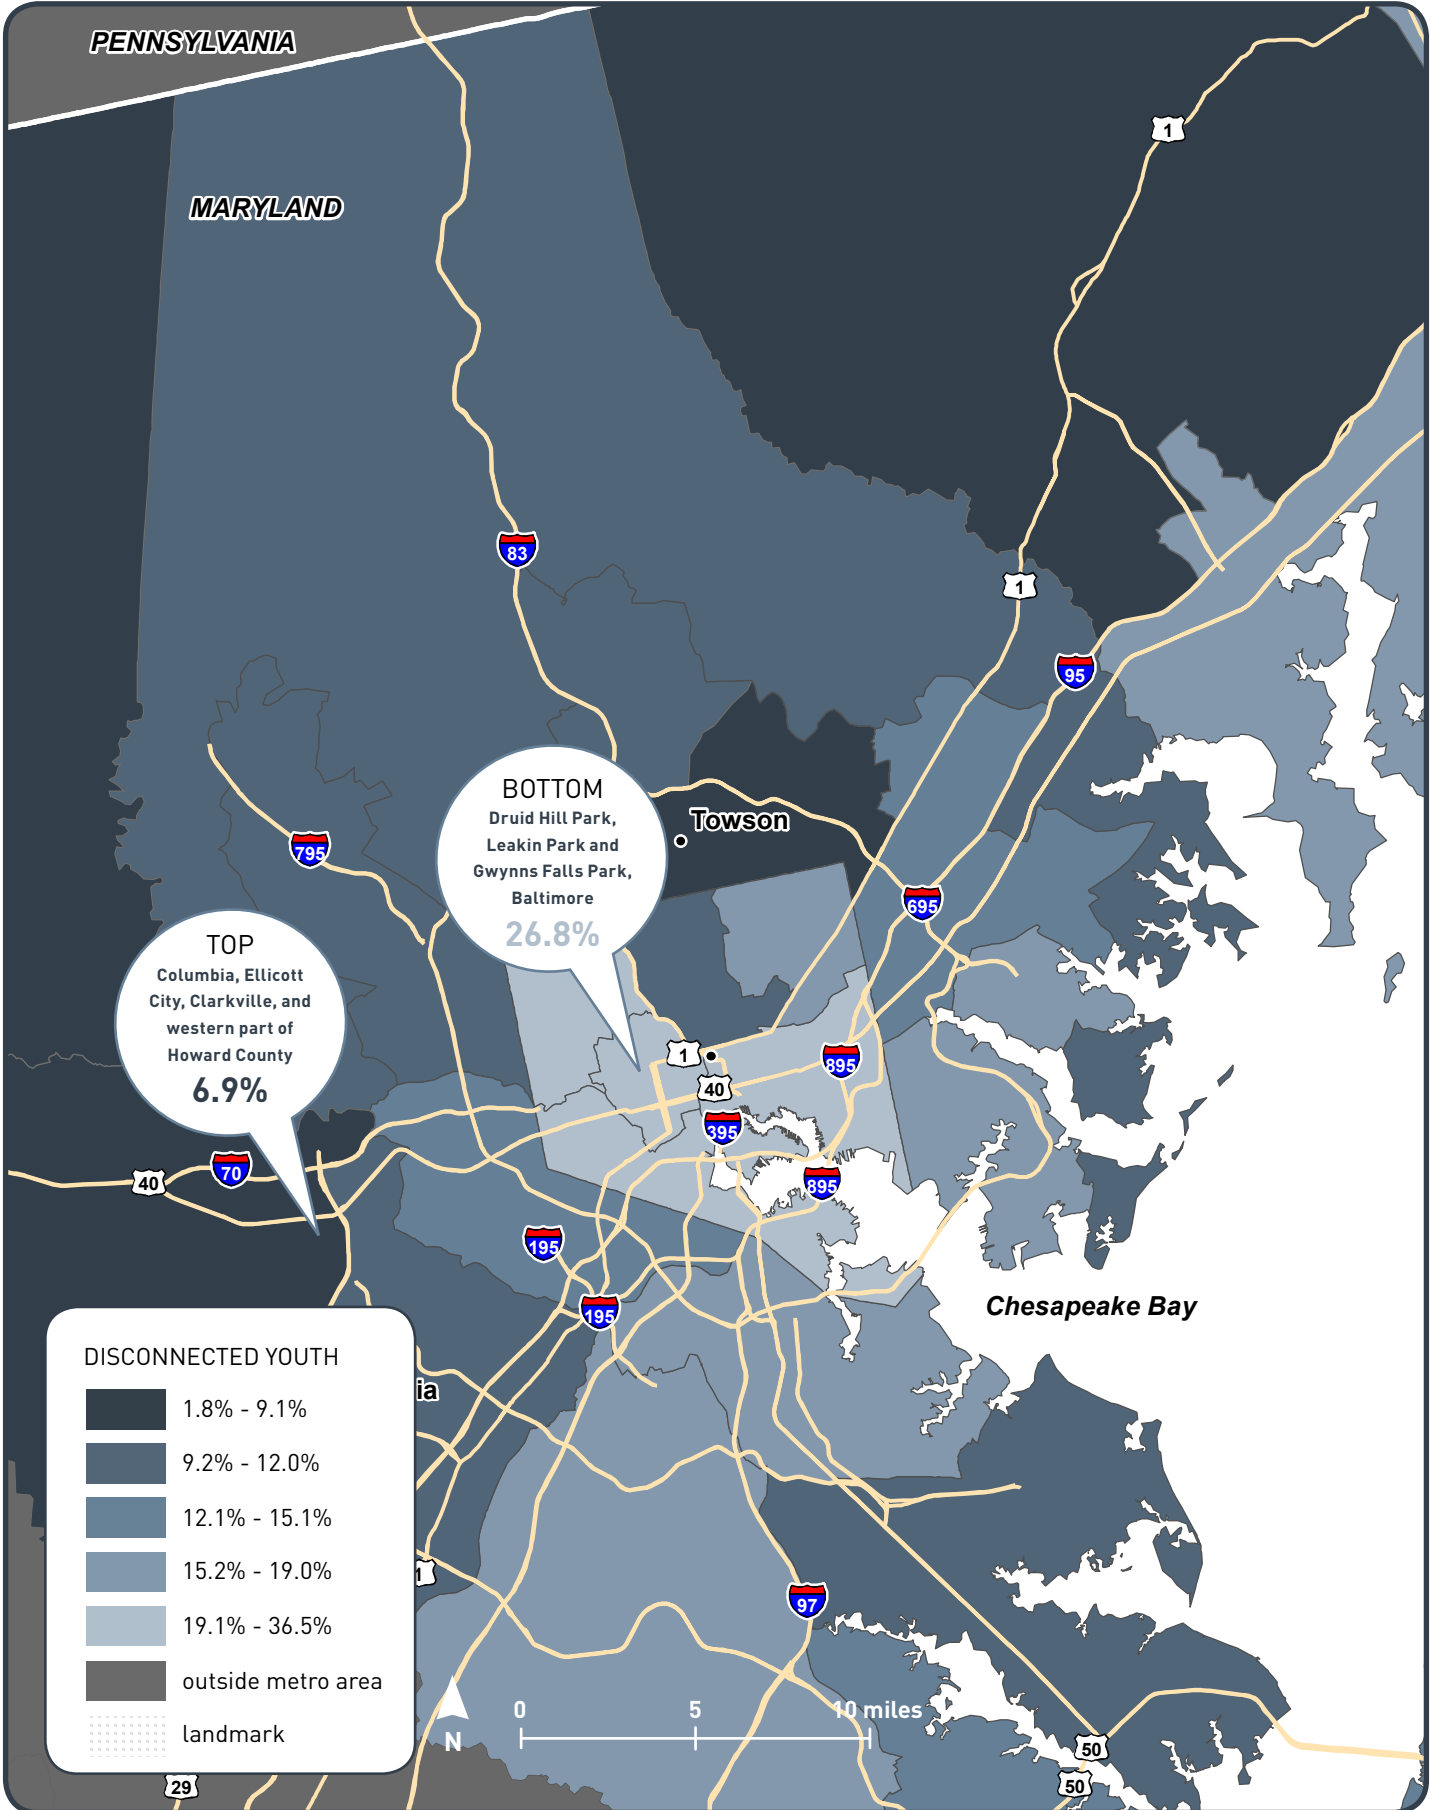 PENNSYLVANIA
1
MARYLAND
83
1
95
BOTTOM
Druid Hill Park,
Leakin Park and
Gwynns Falls Park,
Baltimore
26.8%
Towson
795
695
TOP
Columbia, Ellicott
City, Clarkville, and
western part of
Howard County
6.9%
1
40
895
395
70
40
895
195
195
Chesapeake Bay
DISCONNECTED YOUTH
1.8% - 9.1%
9.2% - 12.0%
12.1% - 15.1%
15.2% - 19.0%
19.1% - 36.5%
outside metro area
landmark
ia
1
97
0 5 10 miles
N
50
50
29